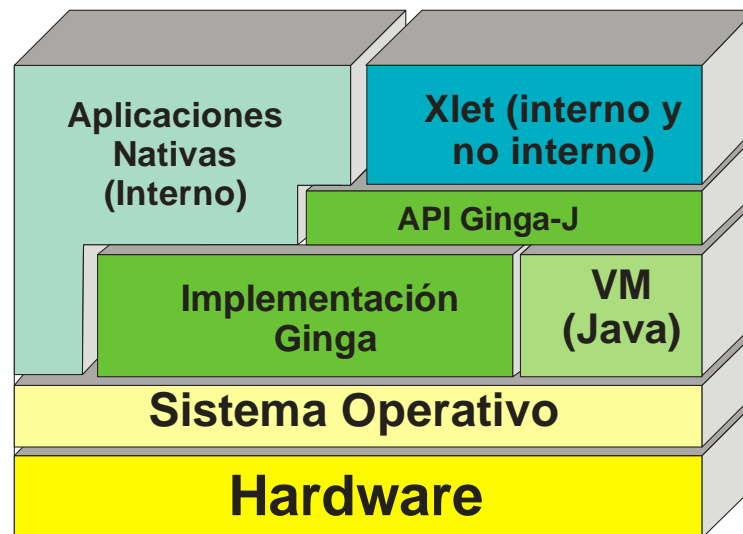 Aplicaciones
Nativas
(Interno)
Xlet (interno y
no interno)
API Ginga-J
Implementación
Ginga
VM
(Java)
Sistema Operativo
Hardware